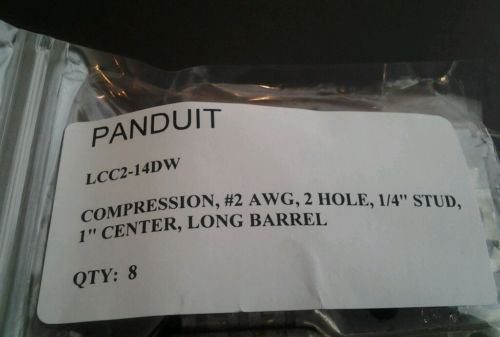 PANDUIT
LCC2-14DW
COMPRESSION, #2 AWG, 2 HOLE, 1/4" STUD,
1" CENTER, LONG BARREL
QTY: 8